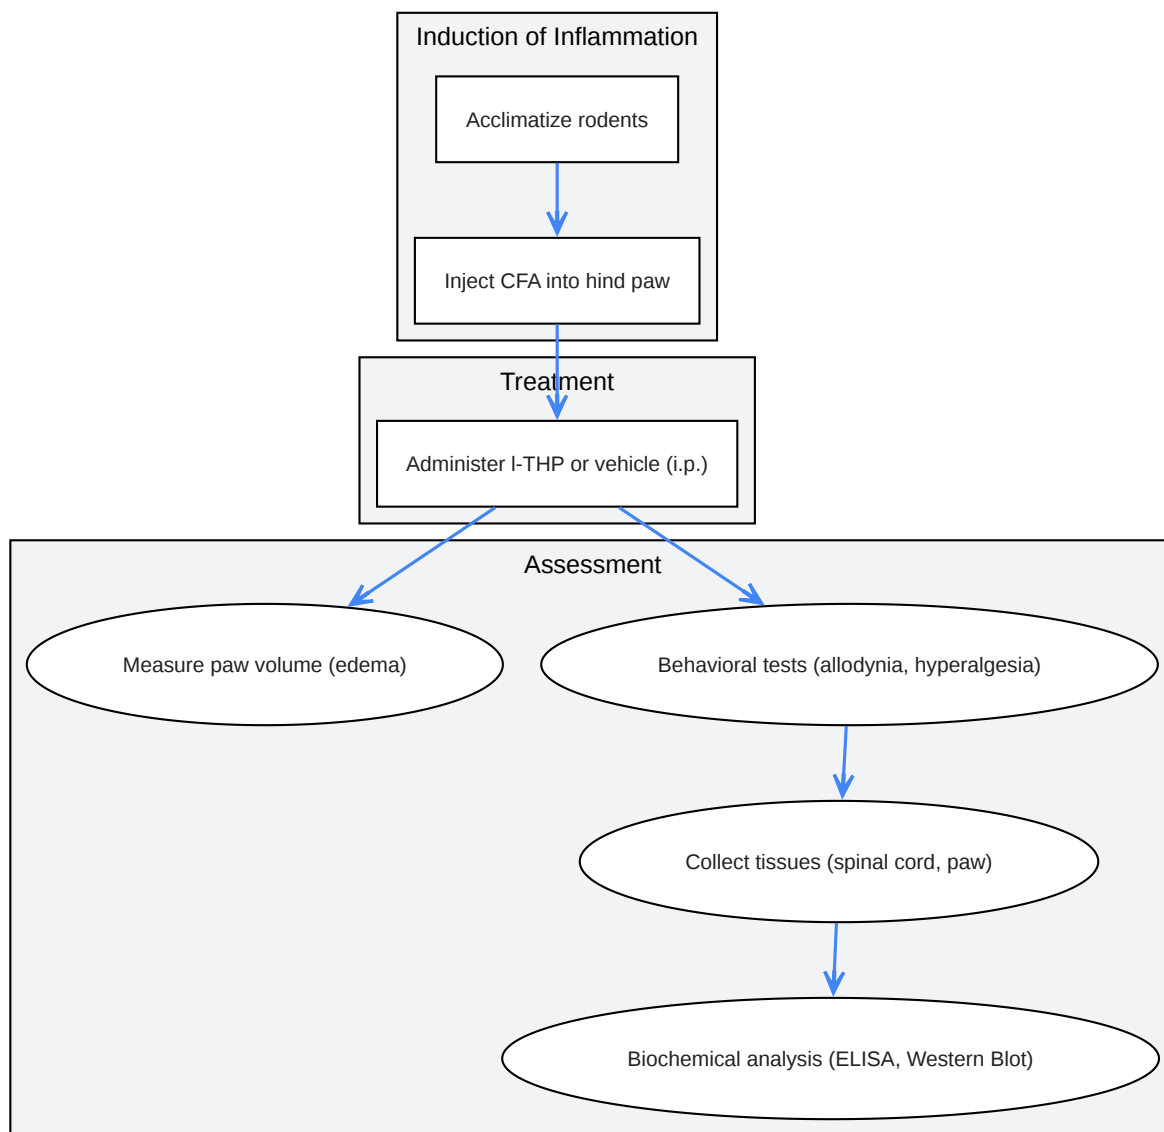 Induction of Inflammation
Acclimatize rodents
Inject CFA into hind paw
Treatment
Administer l-THP or vehicle (i.p.)
Assessment
Measure paw volume (edema)
Behavioral tests (allodynia, hyperalgesia)
Collect tissues (spinal cord, paw)
Biochemical analysis (ELISA, Western Blot)